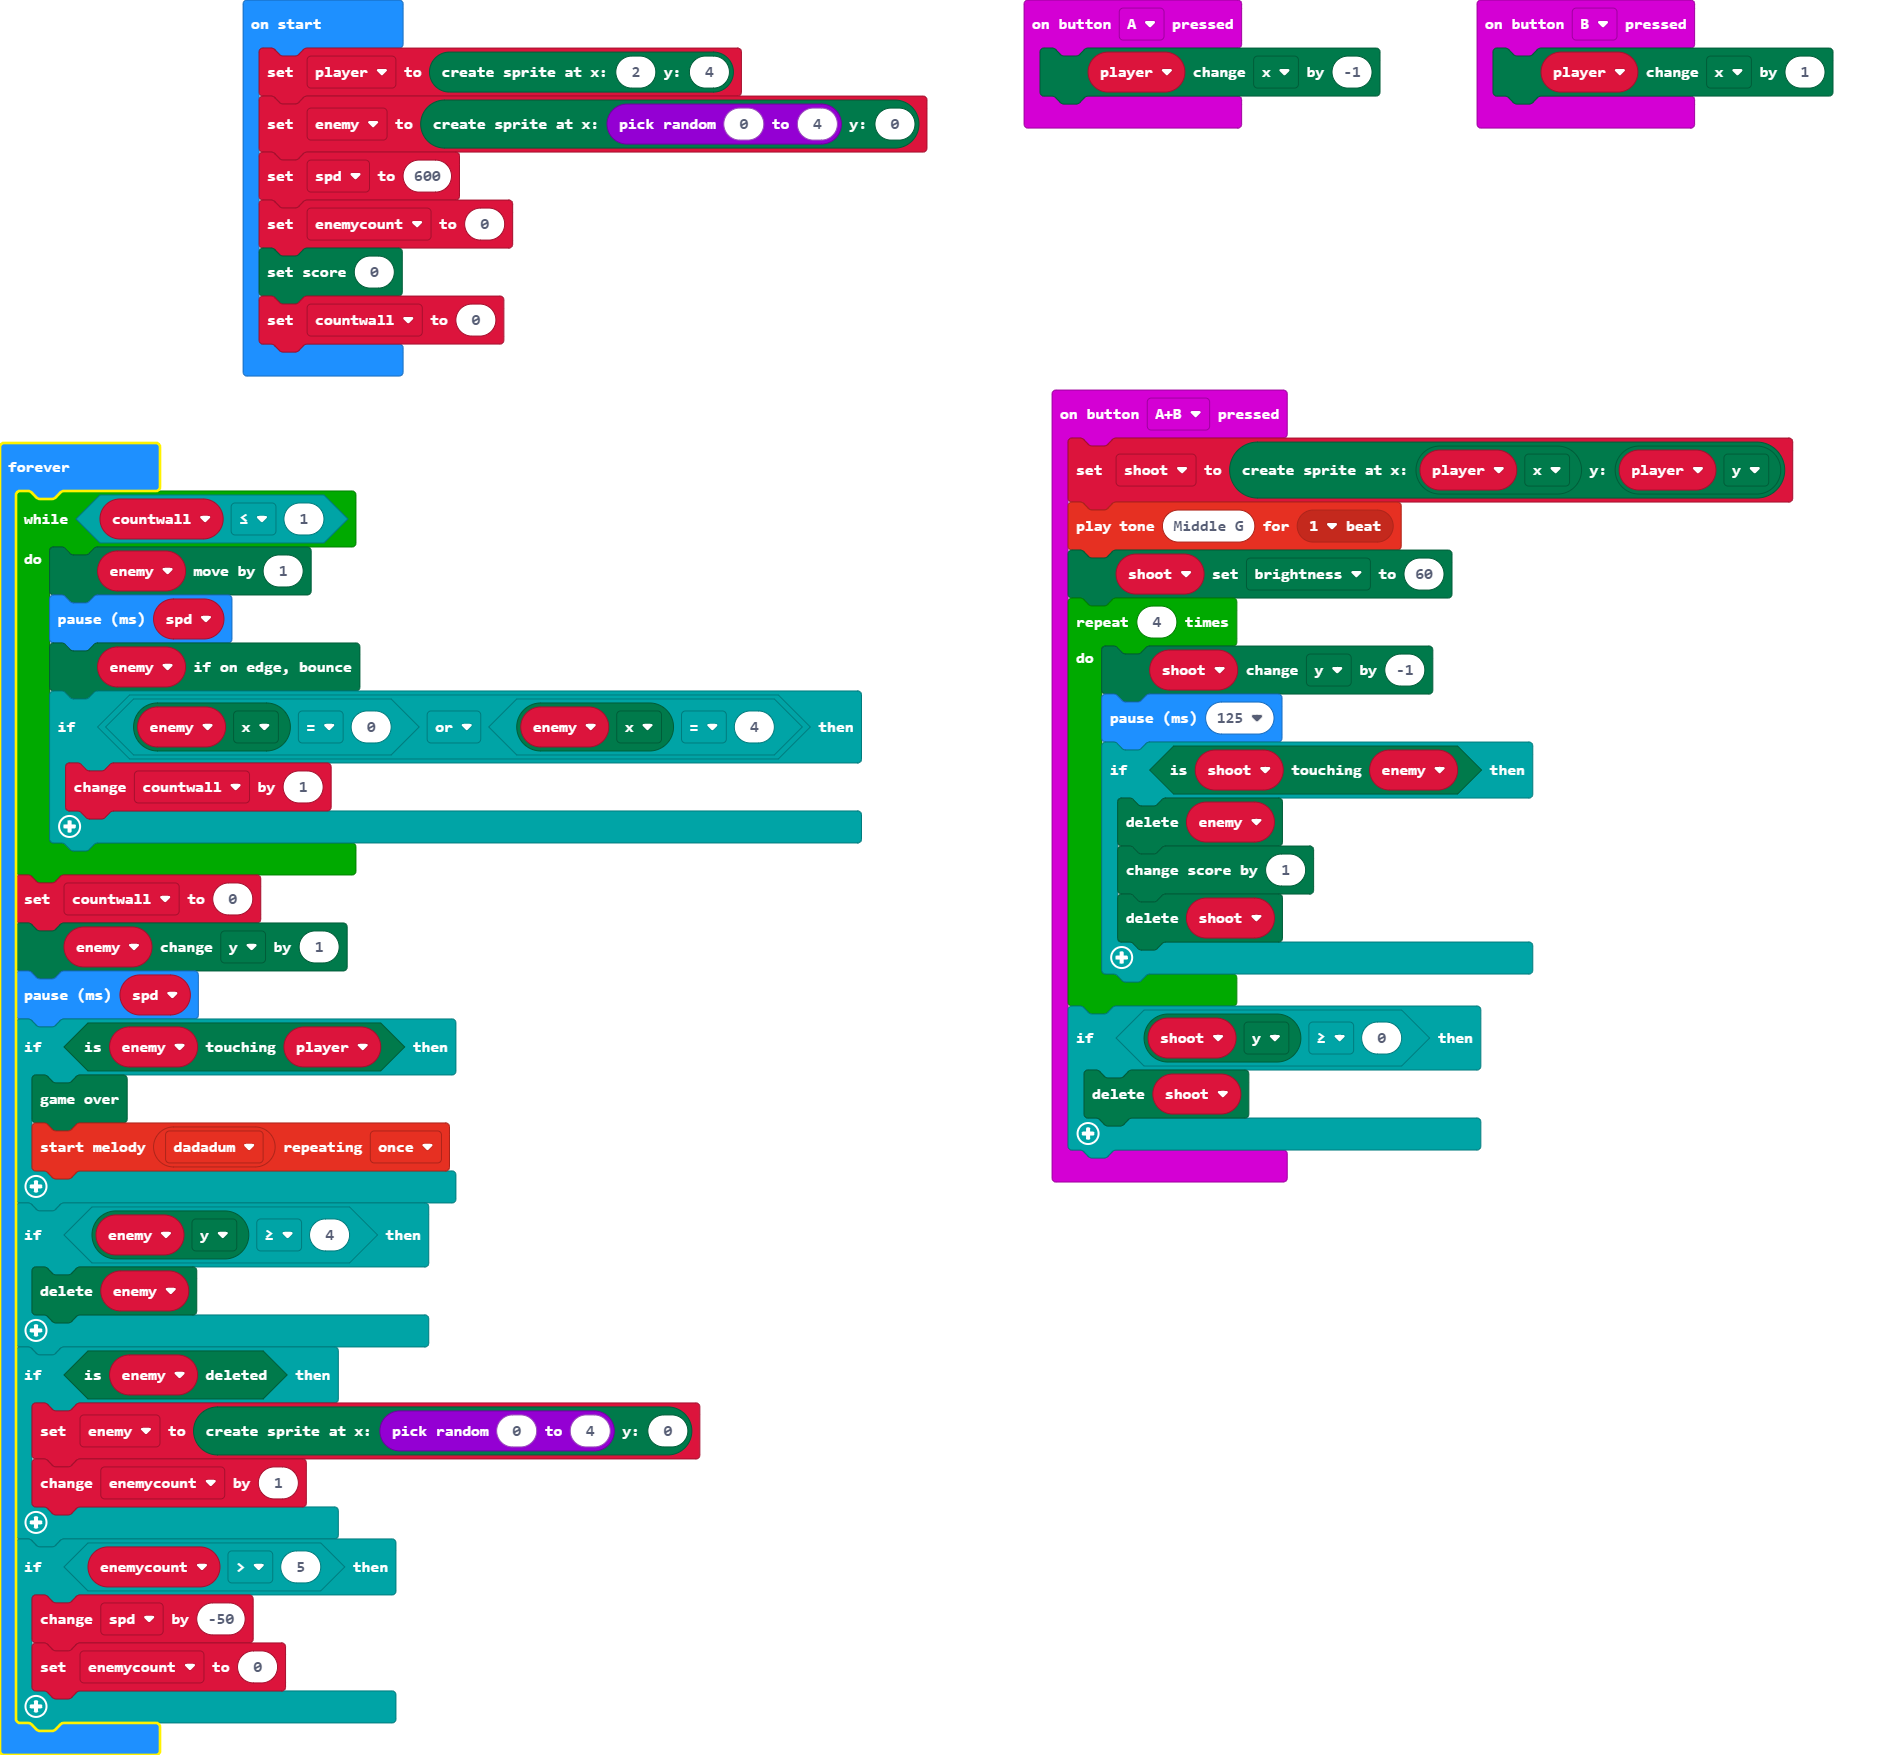 on start
set player to create sprite at x: 2 y: 4
set enemy to create sprite at x: pick random 0 to 4 y: 0
set spd to 600
set enemycount to 0
set score 0
set countwall to 0
on button A pressed
player change x by -1
on button B pressed
player change x by 1
forever
while countwall ≤ 1
do
enemy move by 1
pause (ms) spd
enemy if on edge, bounce
if enemy x = 0 or enemy x = 4 then
change countwall by 1
set countwall to 0
enemy change y by 1
pause (ms) spd
if is enemy touching player then
game over
start melody dadadum repeating once
if enemy y ≥ 4 then
delete enemy
if is enemy deleted then
set enemy to create sprite at x: pick random 0 to 4 y: 0
change enemycount by 1
if enemycount > 5 then
change spd by -50
set enemycount to 0
on button A+B pressed
set shoot to create sprite at x: player x y: player y
play tone Middle G for 1 beat
shoot set brightness to 60
repeat 4 times
do
shoot change y by -1
pause (ms) 125
if is shoot touching enemy then
delete enemy
change score by 1
delete shoot
if shoot y ≥ 0 then
delete shoot